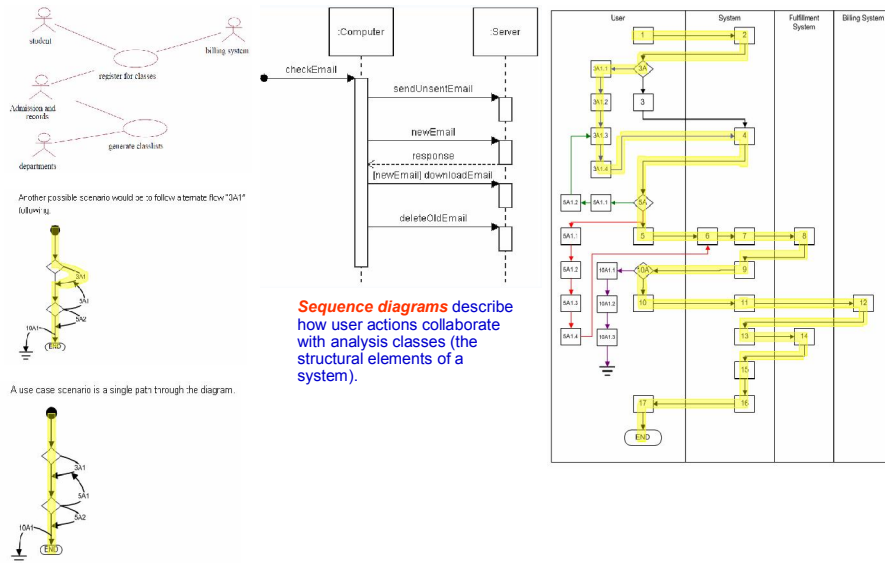 student
billing system
register for classes
Admission and
records
generate classlists
departments
Another possible scenario would be to follow alternate flow "3A1"
following.
3A1
5A1
5A2
10A1
END
A use case scenario is a single path through the diagram.
3A1
5A1
5A2
10A1
END
:Computer
:Server
checkEmail
sendUnsentEmail
newEmail
response
[newEmail] downloadEmail
deleteOldEmail
Sequence diagrams describe
how user actions collaborate
with analysis classes (the
structural elements of a
system).
User
System
Fulfillment
System
Billing System
1
2
3A1.1
3A
3A1.2
3
3A1.3
4
3A1.4
5A1.2
5A1.1
5A
5A1.1
5
6
7
8
5A1.2
10A1.1
10A
9
5A1.3
10A1.2
10
11
12
5A1.4
10A1.3
13
14
15
17
16
END